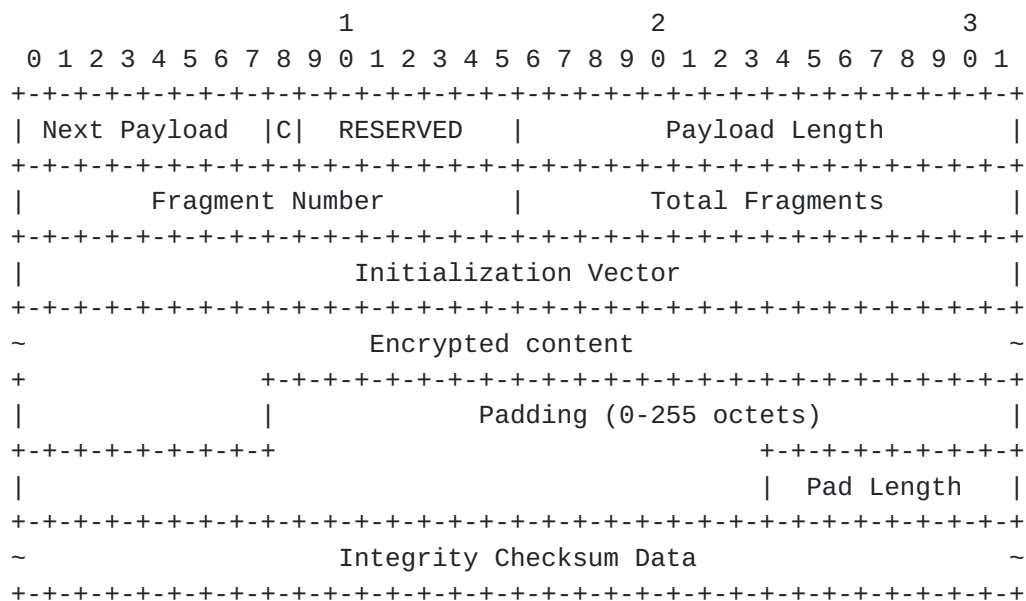 1                   2                   3
 0 1 2 3 4 5 6 7 8 9 0 1 2 3 4 5 6 7 8 9 0 1 2 3 4 5 6 7 8 9 0 1
+-+-+-+-+-+-+-+-+-+-+-+-+-+-+-+-+-+-+-+-+-+-+-+-+-+-+-+-+-+-+-+-+
| Next Payload  |C|  RESERVED   |         Payload Length        |
+-+-+-+-+-+-+-+-+-+-+-+-+-+-+-+-+-+-+-+-+-+-+-+-+-+-+-+-+-+-+-+-+
|        Fragment Number        |        Total Fragments        |
+-+-+-+-+-+-+-+-+-+-+-+-+-+-+-+-+-+-+-+-+-+-+-+-+-+-+-+-+-+-+-+-+
|                     Initialization Vector                     |
+-+-+-+-+-+-+-+-+-+-+-+-+-+-+-+-+-+-+-+-+-+-+-+-+-+-+-+-+-+-+-+-+
~                      Encrypted content                        ~
+               +-+-+-+-+-+-+-+-+-+-+-+-+-+-+-+-+-+-+-+-+-+-+-+-+
|               |             Padding (0-255 octets)            |
+-+-+-+-+-+-+-+-+                               +-+-+-+-+-+-+-+-+
|                                               |  Pad Length   |
+-+-+-+-+-+-+-+-+-+-+-+-+-+-+-+-+-+-+-+-+-+-+-+-+-+-+-+-+-+-+-+-+
~                    Integrity Checksum Data                    ~
+-+-+-+-+-+-+-+-+-+-+-+-+-+-+-+-+-+-+-+-+-+-+-+-+-+-+-+-+-+-+-+-+